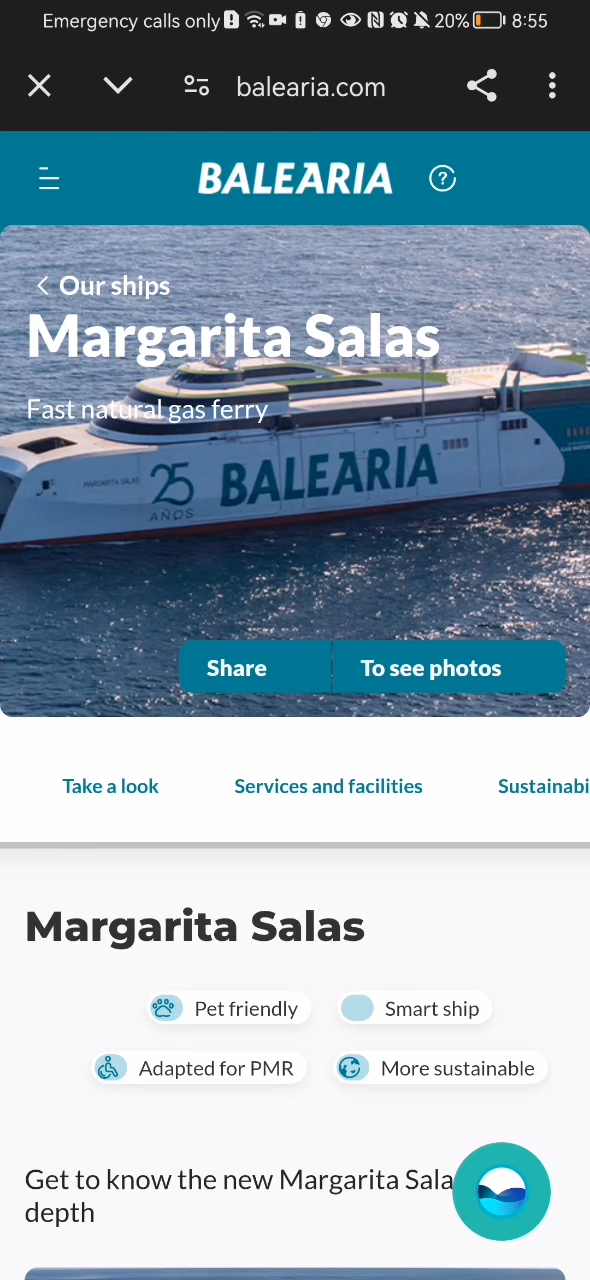 Emergency calls only 20% 8:55
balearia.com
BALEARIA
Our ships
Margarita Salas
Fast natural gas ferry
MARGARITA SALAS
25 BALEARIA
AÑOS
Share
To see photos
Take a look
Services and facilities
Sustainabi
Margarita Salas
Pet friendly
Smart ship
Adapted for PMR
More sustainable
Get to know the new Margarita Sala
depth